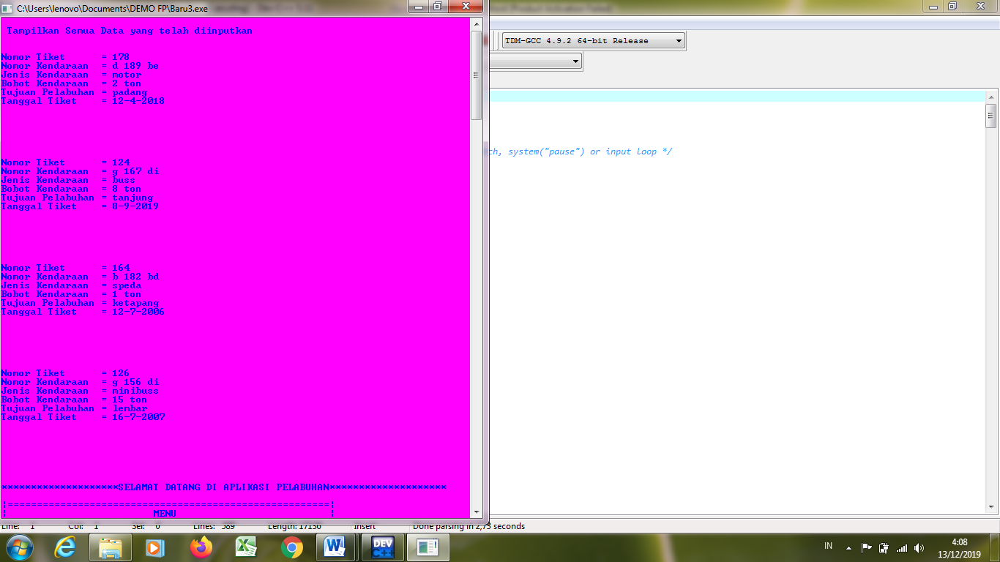 C:\Users\lenovo\Documents\DEMO FP\Baru3.exe
Tampilkan Semua Data yang telah diinputkan
Nomor Tiket = 178
Nomor Kendaraan = d 189 be
Jenis Kendaraan = motor
Bobot Kendaraan = 2 ton
Tujuan Pelabuhan = padang
Tanggal Tiket = 12-4-2018
Nomor Tiket = 124
Nomor Kendaraan = g 167 di
Jenis Kendaraan = buss
Bobot Kendaraan = 8 ton
Tujuan Pelabuhan = tanjung
Tanggal Tiket = 8-9-2019
Nomor Tiket = 164
Nomor Kendaraan = b 182 bd
Jenis Kendaraan = speda
Bobot Kendaraan = 1 ton
Tujuan Pelabuhan = ketapang
Tanggal Tiket = 12-7-2006
Nomor Tiket = 126
Nomor Kendaraan = g 156 di
Jenis Kendaraan = minibuss
Bobot Kendaraan = 15 ton
Tujuan Pelabuhan = lembar
Tanggal Tiket = 16-7-2007
********************SELAMAT DATANG DI APLIKASI PELABUHAN********************
|=======================================================|
| MENU |
TDM-GCC 4.9.2 64-bit Release
system("pause") or input loop */
Line: 1 Col: 1 Sel: 0 Lines: 589 Length: 17138 Insert Done parsing in 2,73 seconds
DEV C++
IN
4:08
13/12/2019